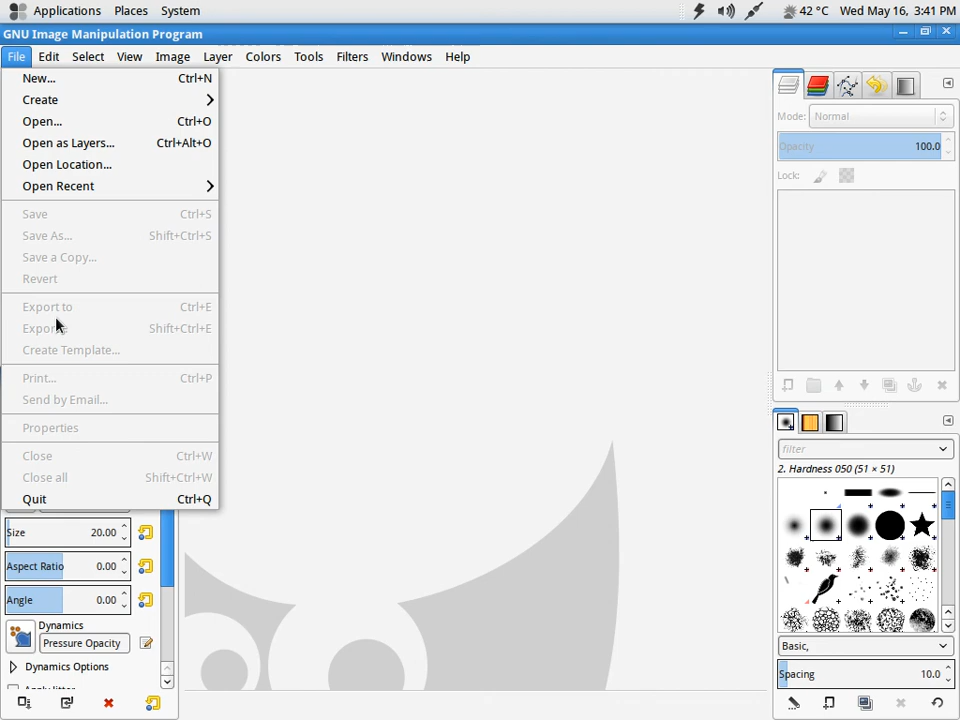 Applications Places System 42 °C Wed May 16, 3:41 PM
GNU Image Manipulation Program
File Edit Select View Image Layer Colors Tools Filters Windows Help
New... Ctrl+N
Create
Open... Ctrl+O
Open as Layers... Ctrl+Alt+O
Open Location...
Open Recent
Save Ctrl+S
Save As... Shift+Ctrl+S
Save a Copy...
Revert
Export to Ctrl+E
Shift+Ctrl+E
Create Template...
Print... Ctrl+P
Send by Email...
Properties
Close Ctrl+W
Close all Shift+Ctrl+W
Quit Ctrl+Q
Size 20.00
Aspect Ratio 0.00
Angle 0.00
Dynamics
Pressure Opacity
Dynamics Options
Mode: Normal
Opacity 100.0
Lock:
filter
2. Hardness 050 (51 × 51)
Basic,
Spacing 10.0